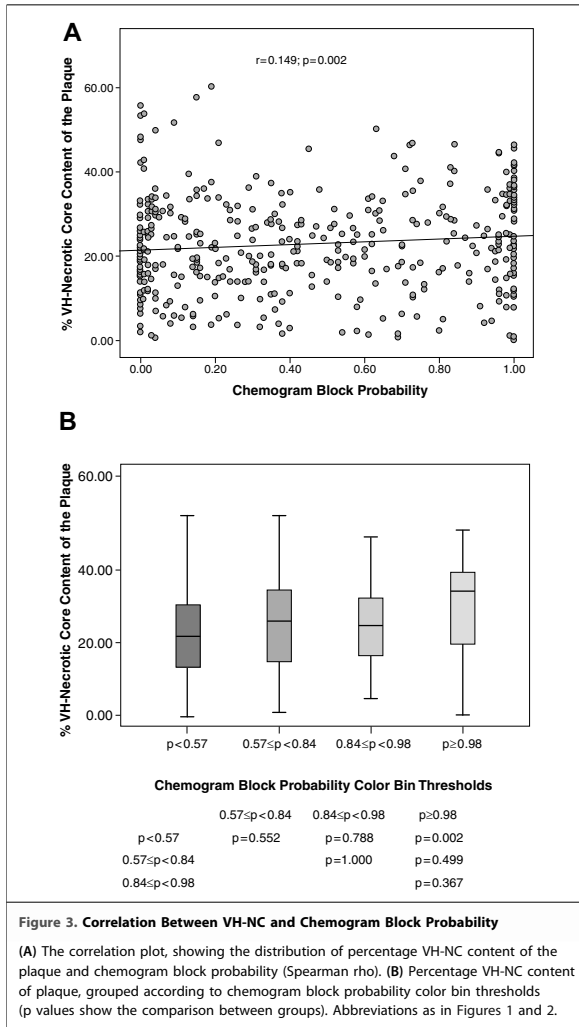 A
r=0.149; p=0.002
% VH-Necrotic Core Content of the Plaque
60.00
40.00
20.00
0.00
0.00 0.20 0.40 0.60 0.80 1.00
Chemogram Block Probability
B
% VH-Necrotic Core Content of the Plaque
60.00
40.00
20.00
0.00
p<0.57 0.57≤p<0.84 0.84≤p<0.98 p≥0.98
Chemogram Block Probability Color Bin Thresholds
0.57≤p<0.84 0.84≤p<0.98 p≥0.98
p<0.57 p=0.552 p=0.788 p=0.002
0.57≤p<0.84 p=1.000 p=0.499
0.84≤p<0.98 p=0.367
Figure 3. Correlation Between VH-NC and Chemogram Block Probability
(A) The correlation plot, showing the distribution of percentage VH-NC content of the
plaque and chemogram block probability (Spearman rho). (B) Percentage VH-NC content
of plaque, grouped according to chemogram block probability color bin thresholds
(p values show the comparison between groups). Abbreviations as in Figures 1 and 2.